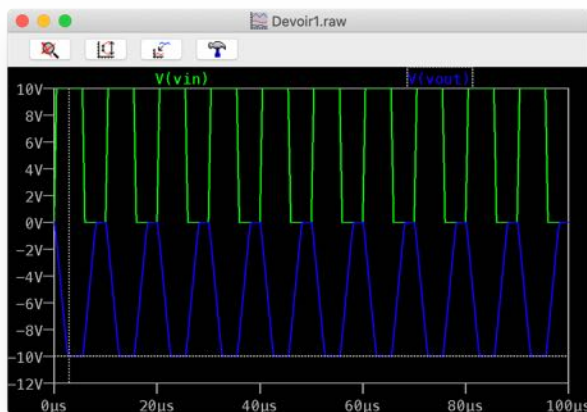 Devoir1.raw
V(vin) V(vout)
10V
8V
6V
4V
2V
0V
-2V
-4V
-6V
-8V
-10V
-12V
0µs 20µs 40µs 60µs 80µs 100µs